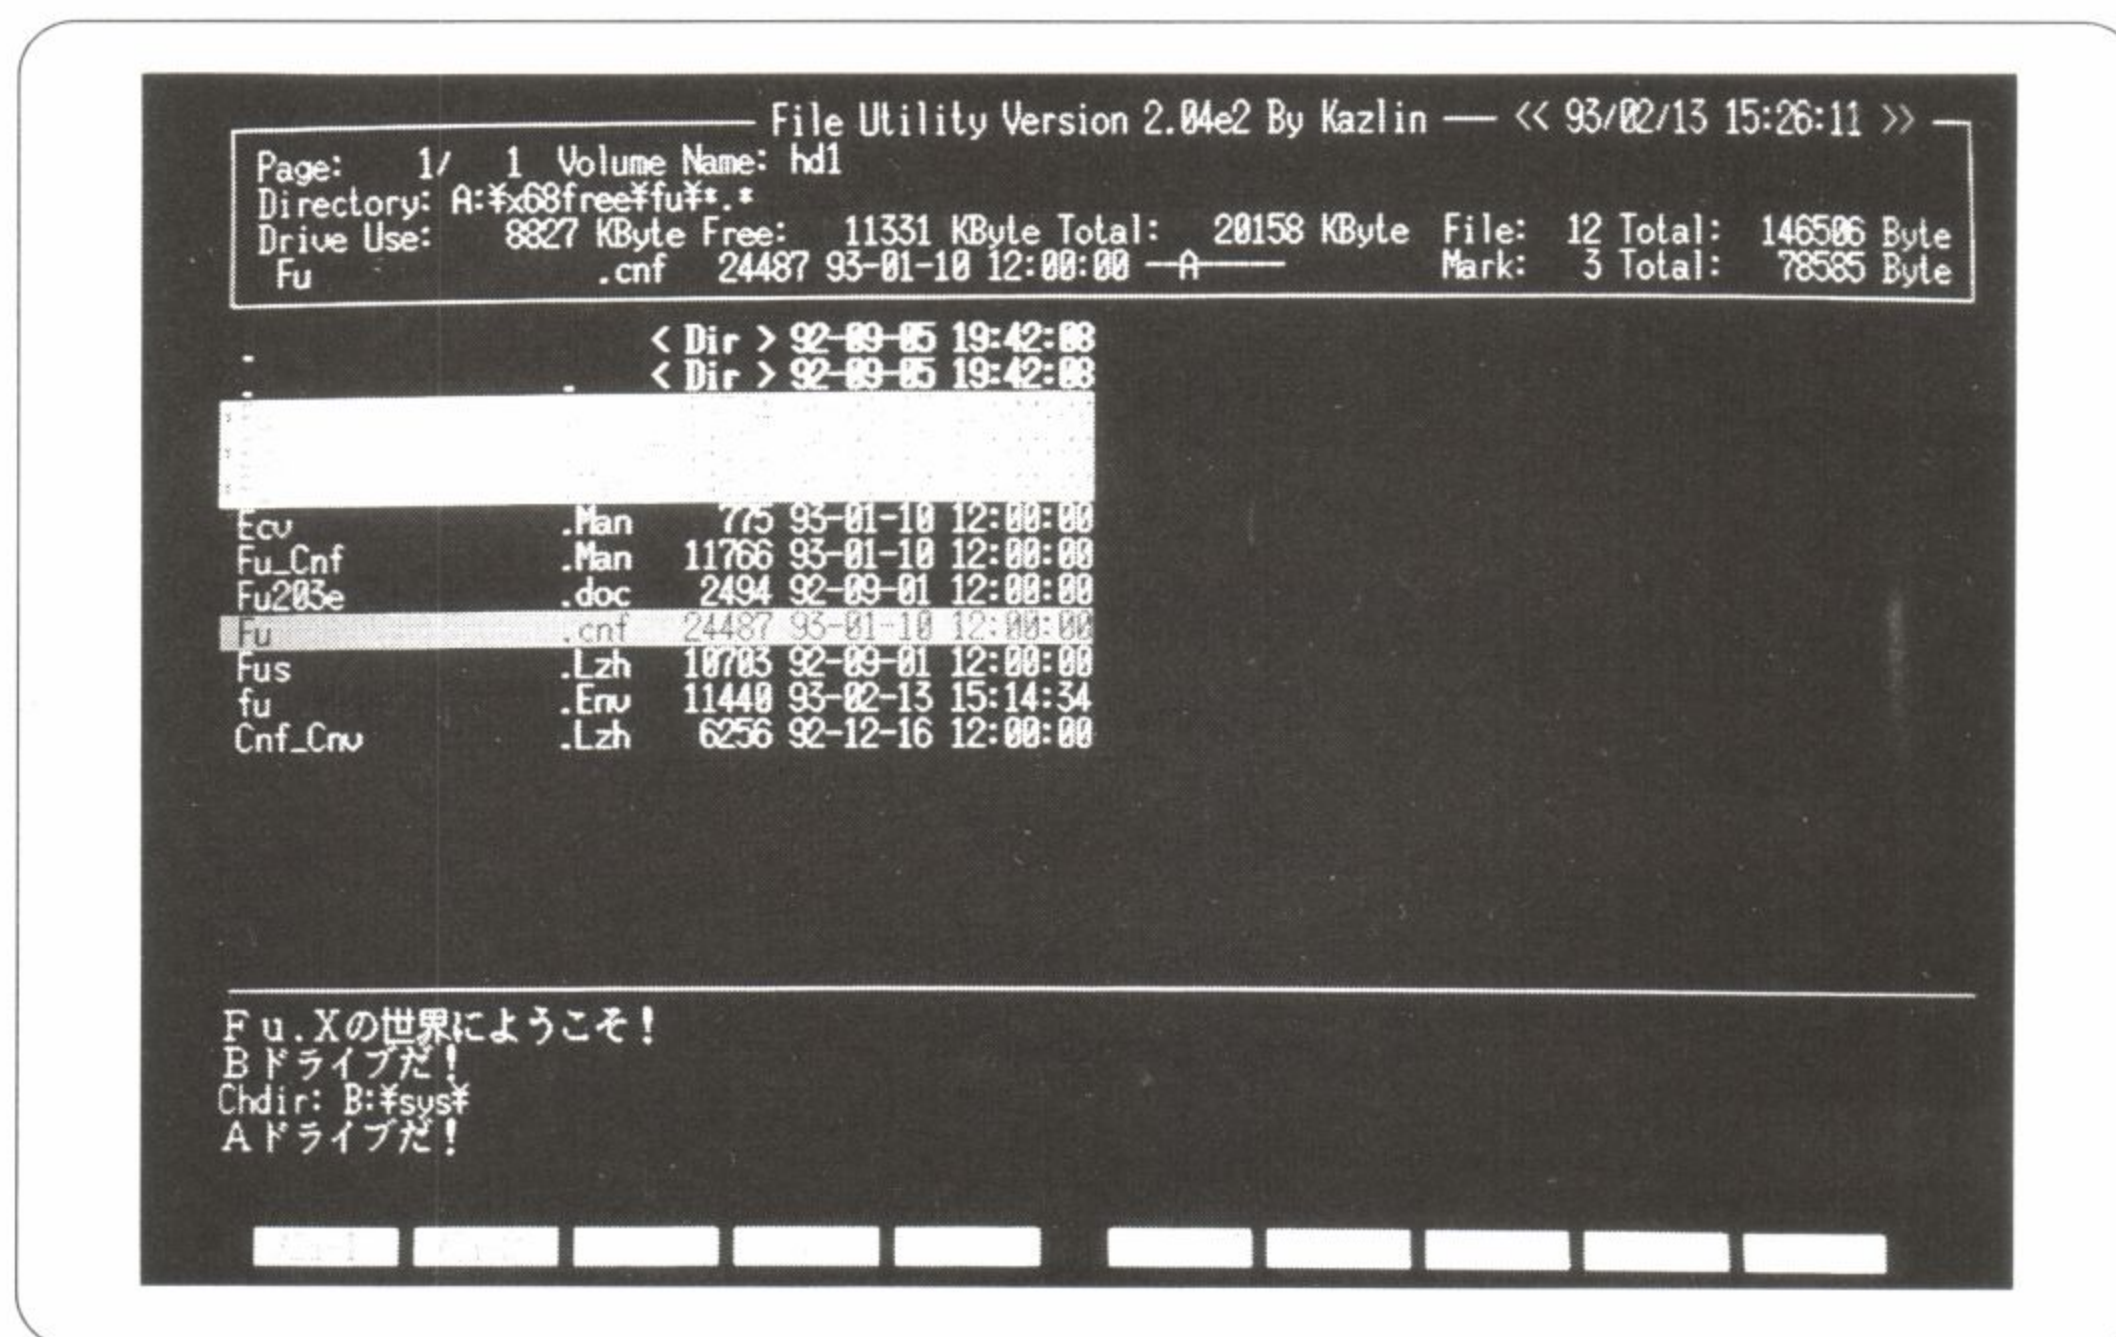 File Utility Version 2.04e2 By Kazlin ── << 93/02/13 15:26:11 >>
Page: 1/ 1 Volume Name: hd1
Directory: A:¥x68free¥fu¥*.*
Drive Use: 8827 KByte Free: 11331 KByte Total: 20158 KByte File: 12 Total: 146506 Byte
Fu .cnf 24487 93-01-10 12:00:00 ─A──── Mark: 3 Total: 78585 Byte
. < Dir > 92-09-05 19:42:08
. . < Dir > 92-09-05 19:42:08
Ecv .Man 775 93-01-10 12:00:00
Fu_Cnf .Man 11766 93-01-10 12:00:00
Fu203e .doc 2494 92-09-01 12:00:00
Fu .cnf 24487 93-01-10 12:00:00
Fus .Lzh 10703 92-09-01 12:00:00
fu .Env 11440 93-02-13 15:14:34
Cnf_Cnv .Lzh 6256 92-12-16 12:00:00
Ｆｕ.Ｘの世界にようこそ！
Ｂドライブだ！
Chdir: B:¥sys¥
Ａドライブだ！